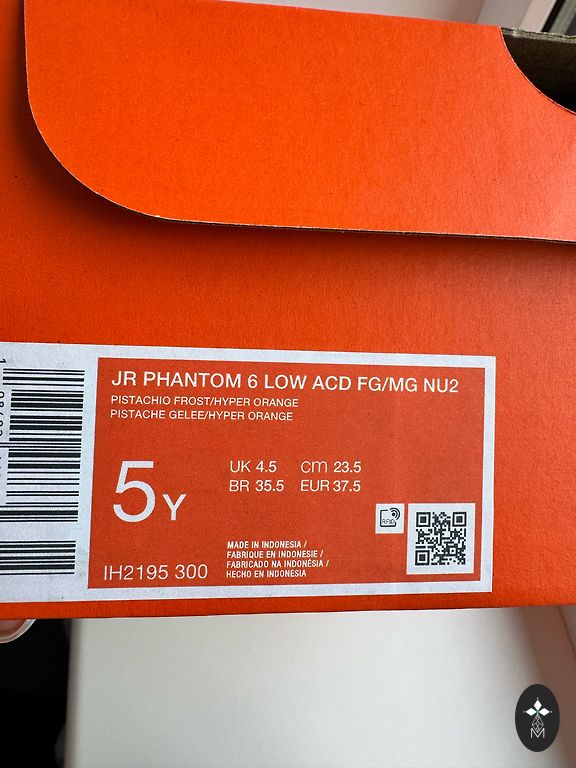 JR PHANTOM 6 LOW ACD FG/MG NU2
PISTACHIO FROST/HYPER ORANGE
PISTACHE GELEE/HYPER ORANGE
5Y
UK 4.5 cm 23.5
BR 35.5 EUR 37.5
RFID
IH2195 300
MADE IN INDONESIA /
FABRIQUE EN INDONESIE /
FABRICADO NA INDONÉSIA /
HECHO EN INDONESIA
M